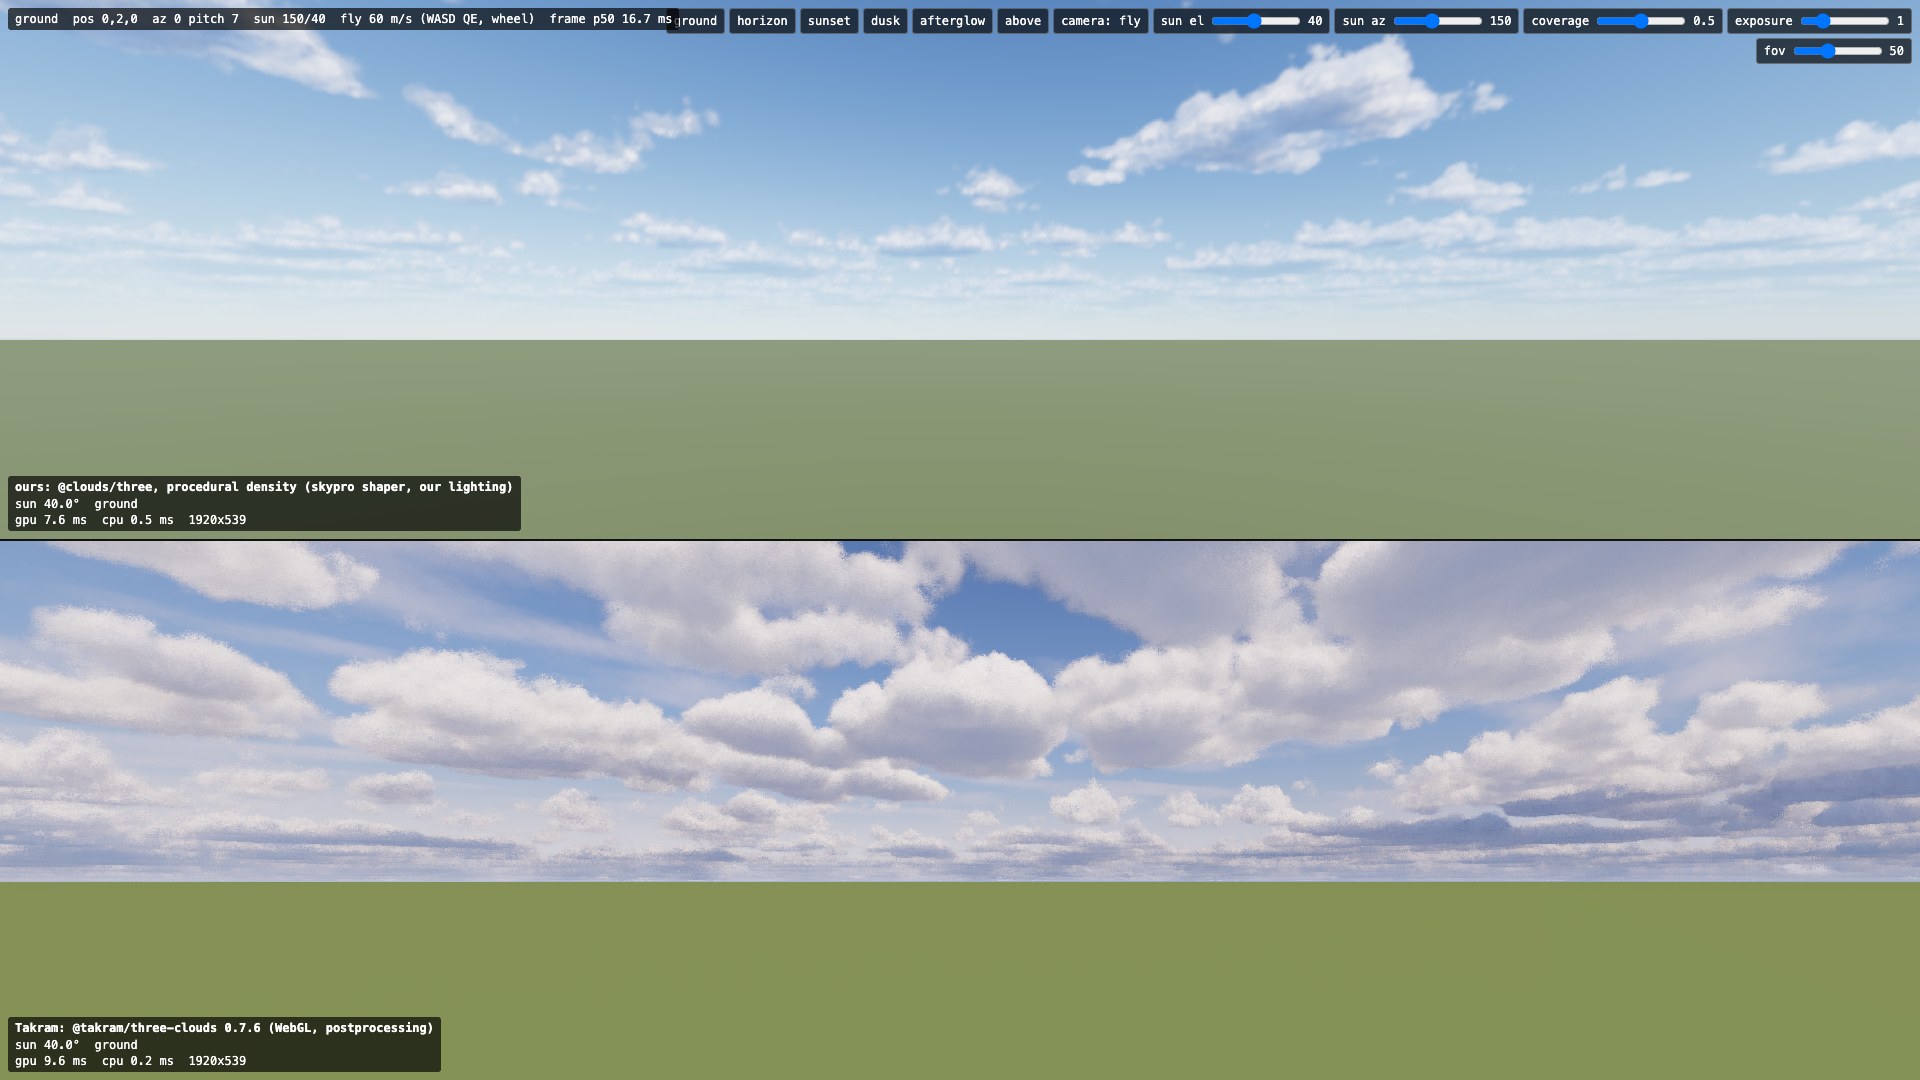 ground  pos 0,2,0  az 0 pitch 7  sun 150/40  fly 60 m/s (WASD QE, wheel)  frame p50 16.7 ms
ground  horizon  sunset  dusk  afterglow  above  camera: fly  sun el  40  sun az  150  coverage  0.5  exposure  1
fov  50
ours: @clouds/three, procedural density (skypro shaper, our lighting)
sun 40.0°  ground
gpu 7.6 ms  cpu 0.5 ms  1920x539
Takram: @takram/three-clouds 0.7.6 (WebGL, postprocessing)
sun 40.0°  ground
gpu 9.6 ms  cpu 0.2 ms  1920x539